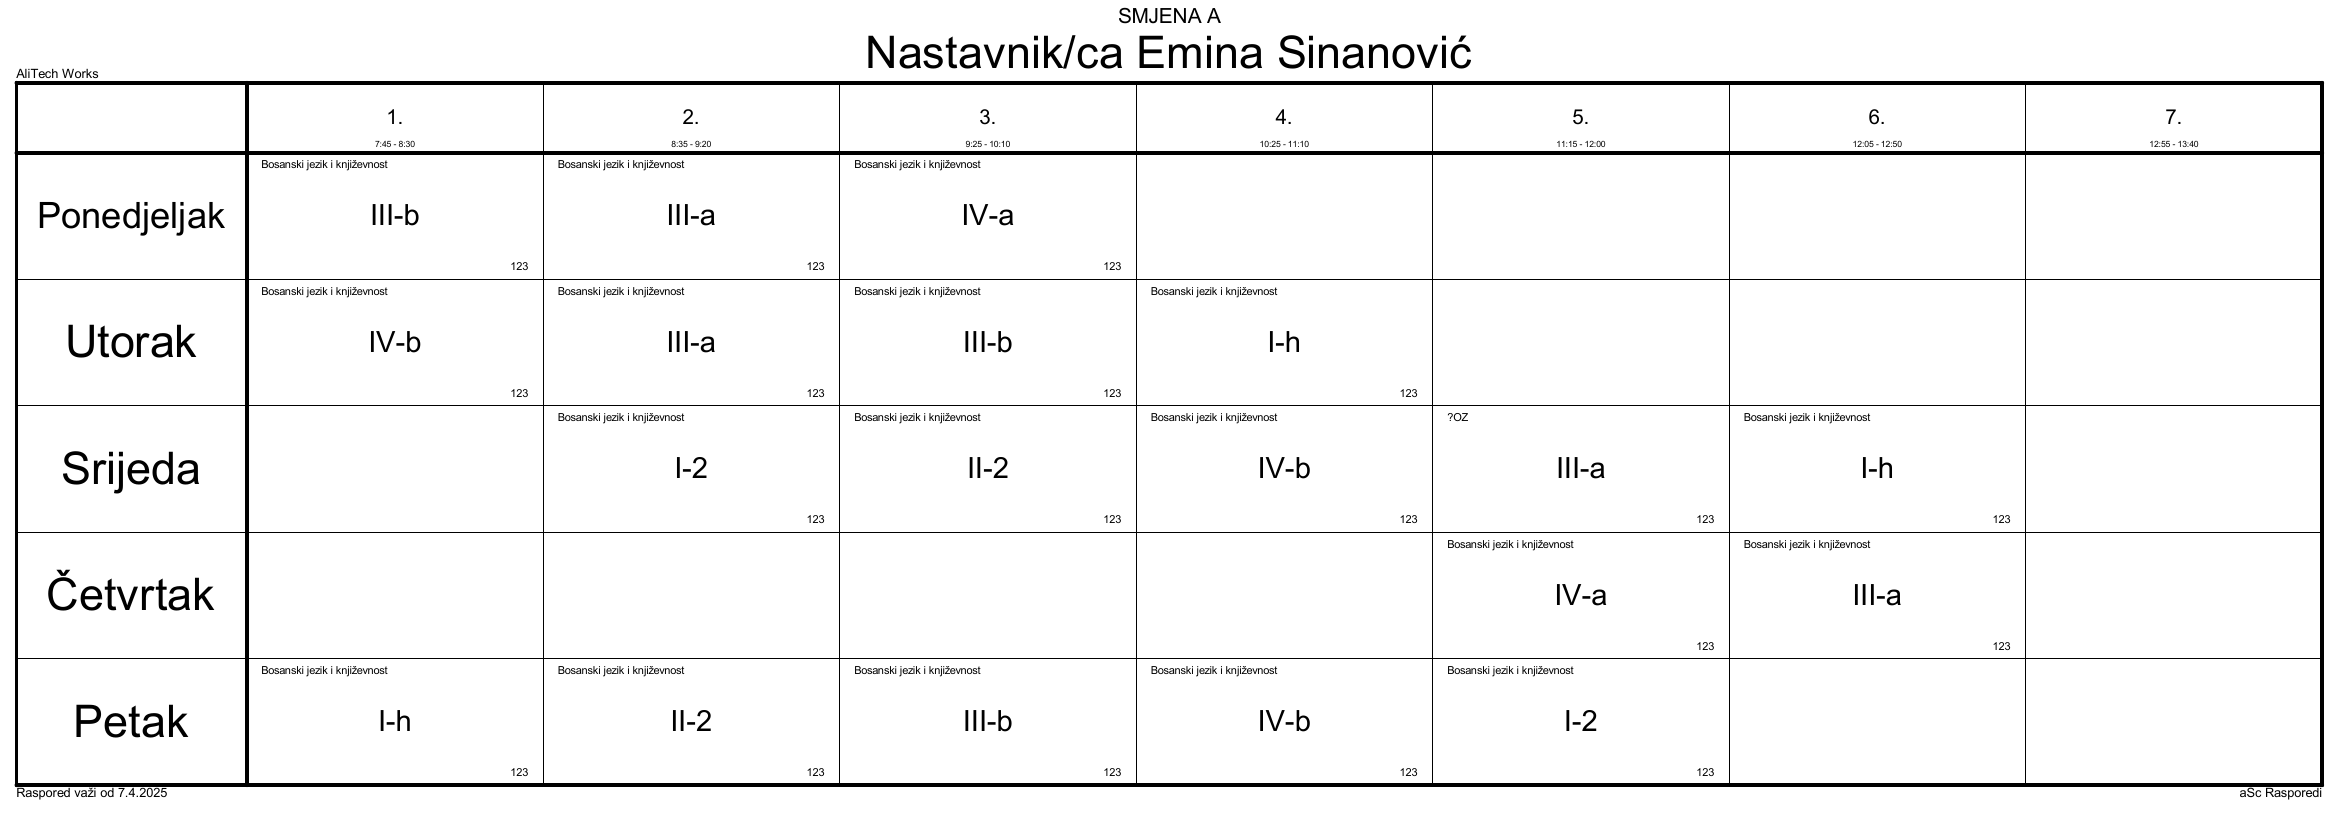 SMJENA A
Nastavnik/ca Emina Sinanović
AliTech Works
1. 2. 3. 4. 5. 6. 7.
7:45 - 8:30 8:35 - 9:20 9:25 - 10:10 10:25 - 11:10 11:15 - 12:00 12:05 - 12:50 12:55 - 13:40
Bosanski jezik i književnost Bosanski jezik i književnost Bosanski jezik i književnost
Ponedjeljak III-b III-a IV-a
123 123 123
Bosanski jezik i književnost Bosanski jezik i književnost Bosanski jezik i književnost Bosanski jezik i književnost
Utorak IV-b III-a III-b I-h
123 123 123 123
Bosanski jezik i književnost Bosanski jezik i književnost Bosanski jezik i književnost ?OZ Bosanski jezik i književnost
Srijeda I-2 II-2 IV-b III-a I-h
123 123 123 123 123
Bosanski jezik i književnost Bosanski jezik i književnost
Četvrtak IV-a III-a
123 123
Bosanski jezik i književnost Bosanski jezik i književnost Bosanski jezik i književnost Bosanski jezik i književnost Bosanski jezik i književnost
Petak I-h II-2 III-b IV-b I-2
123 123 123 123 123
Raspored važi od 7.4.2025 aSc Rasporedi